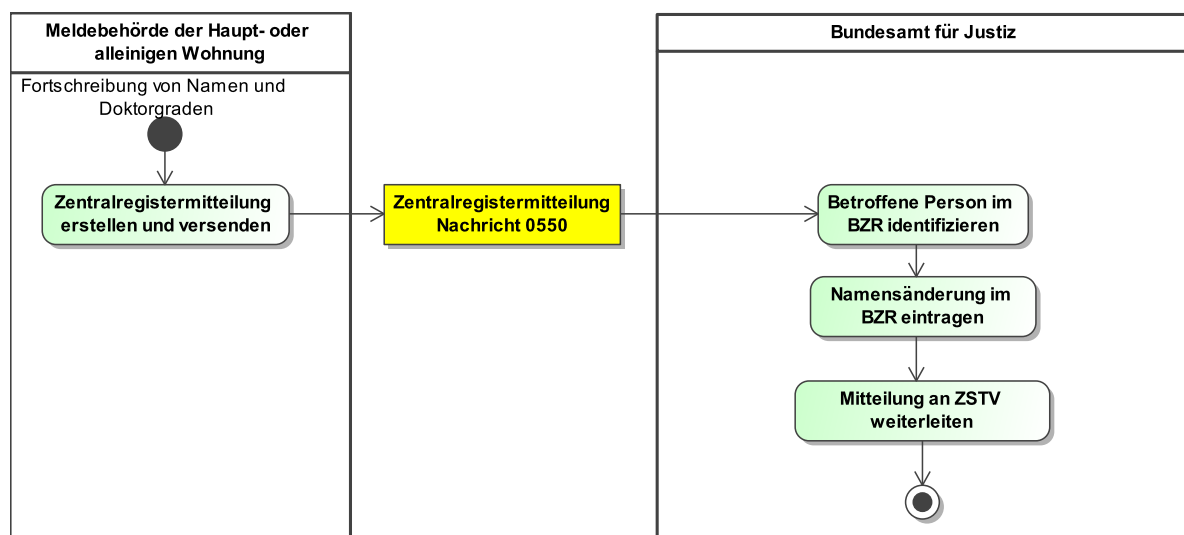 Meldebehörde der Haupt- oder
alleinigen Wohnung
Bundesamt für Justiz
Fortschreibung von Namen und
Doktorgraden
Zentralregistermitteilung
erstellen und versenden
Zentralregistermitteilung
Nachricht 0550
Betroffene Person im
BZR identifizieren
Namensänderung im
BZR eintragen
Mitteilung an ZSTV
weiterleiten